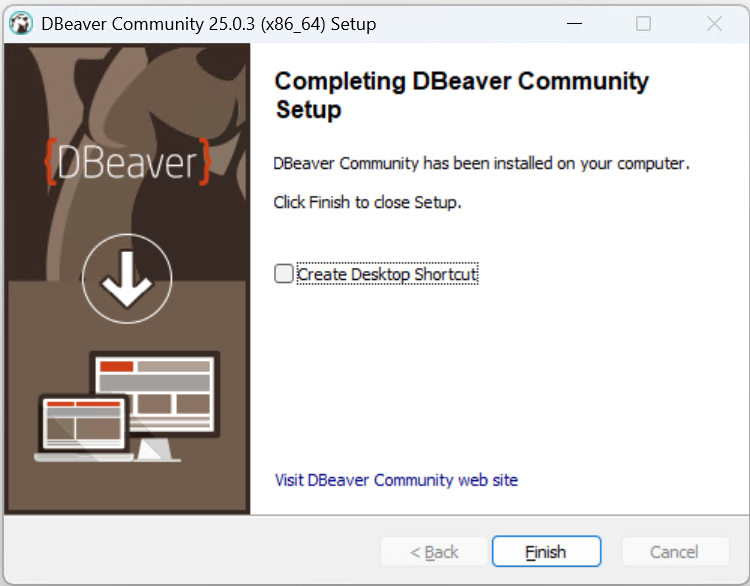 DBeaver Community 25.0.3 (x86_64) Setup
{DBeaver}
Completing DBeaver Community
Setup
DBeaver Community has been installed on your computer.
Click Finish to close Setup.
Create Desktop Shortcut
Visit DBeaver Community web site
< Back
Finish
Cancel